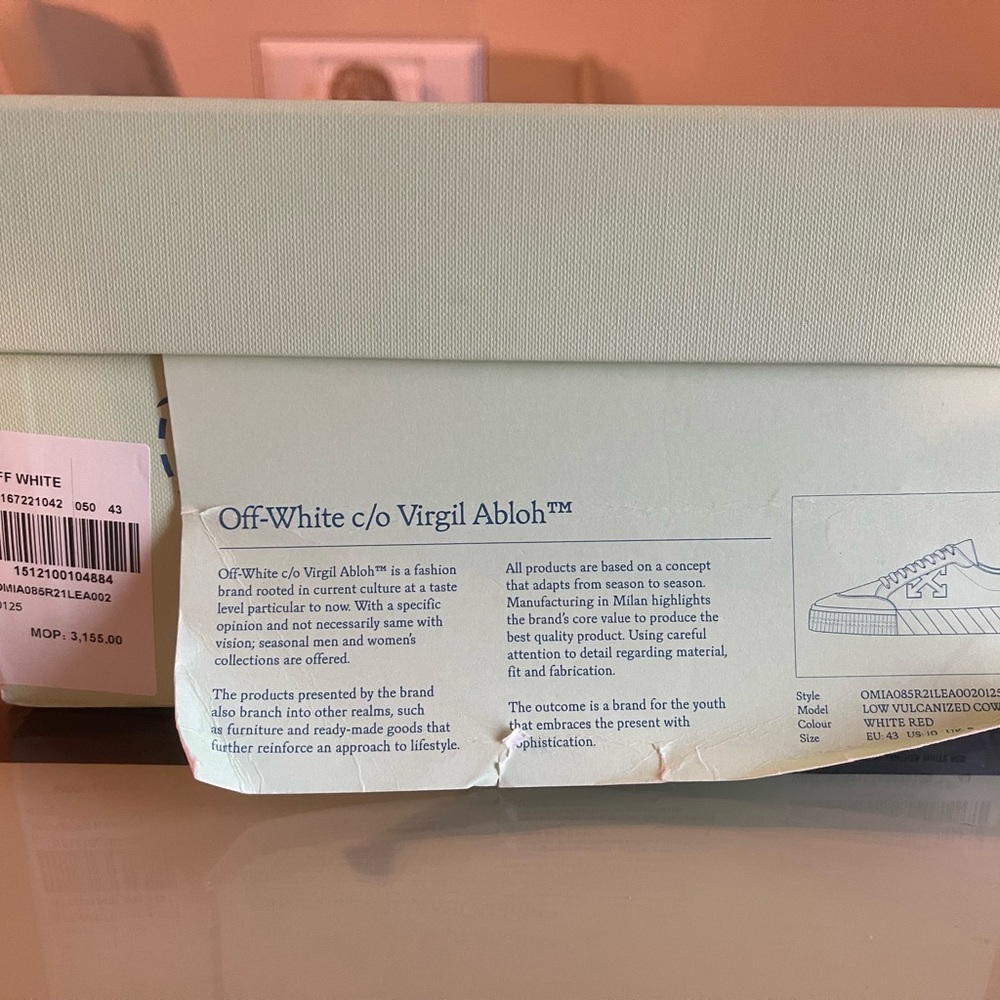 FF WHITE
167221042 050 43
1512100104884
OMIA085R21LEA002
0125
MOP: 3,155.00
Off-White c/o Virgil Abloh™
Off-White c/o Virgil Abloh™ is a fashion
brand rooted in current culture at a taste
level particular to now. With a specific
opinion and not necessarily same with
vision; seasonal men and women's
collections are offered.
The products presented by the brand
also branch into other realms, such
as furniture and ready-made goods that
further reinforce an approach to lifestyle.
All products are based on a concept
that adapts from season to season.
Manufacturing in Milan highlights
the brand's core value to produce the
best quality product. Using careful
attention to detail regarding material,
fit and fabrication.
The outcome is a brand for the youth
that embraces the present with
ophistication.
Style OMIA085R21LEA0020125
Model LOW VULCANIZED COW
Colour WHITE RED
Size EU: 43 US: 10